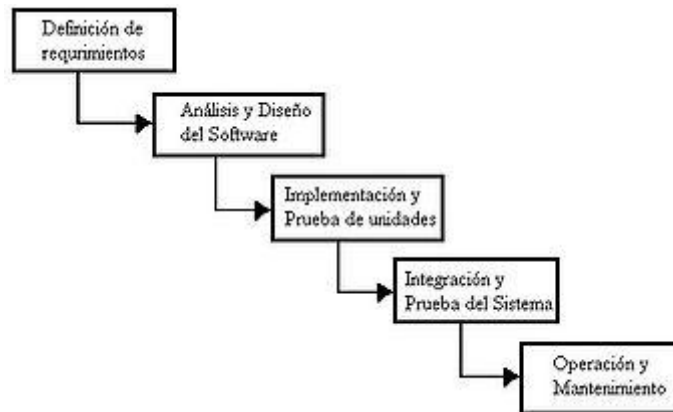 Definición de
requrimientos
Análisis y Diseño
del Software
Implementación y
Prueba de unidades
Integración y
Prueba del Sistema
Operación y
Mantenimiento